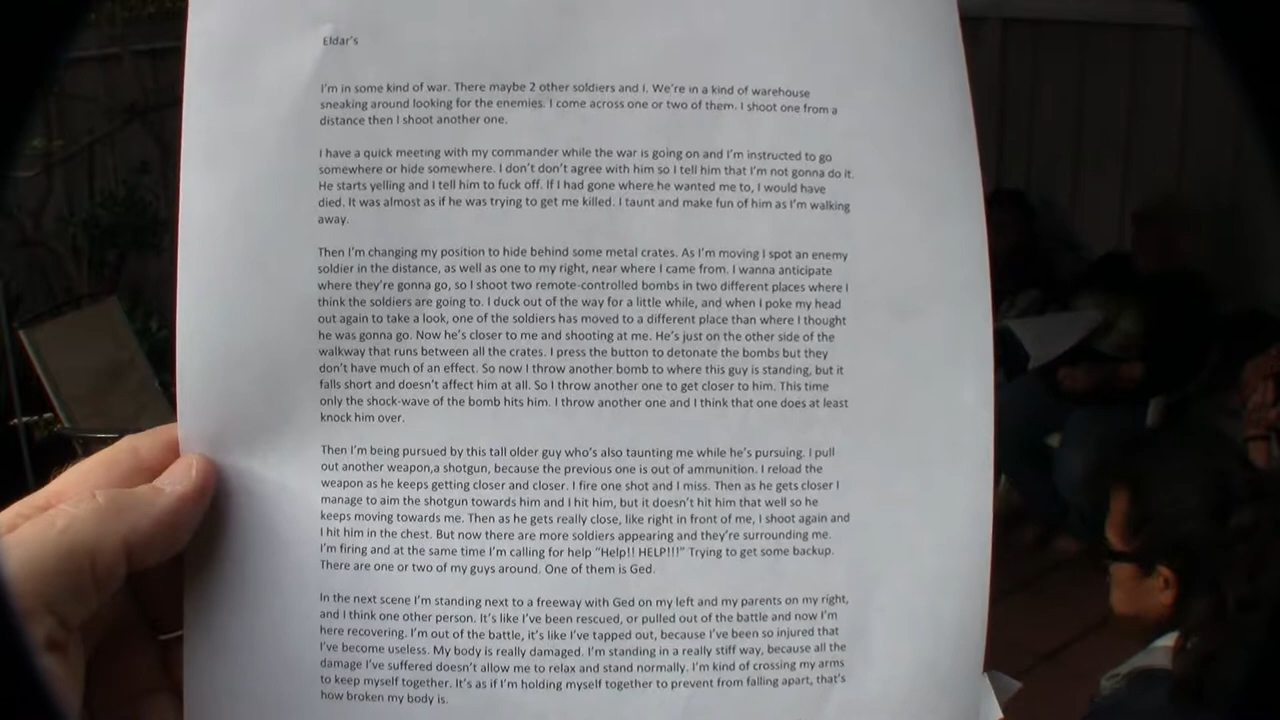 Eldar's
I'm in some kind of war. There maybe 2 other soldiers and I. We're in a kind of warehouse
sneaking around looking for the enemies. I come across one or two of them. I shoot one from a
distance then I shoot another one.
I have a quick meeting with my commander while the war is going on and I'm instructed to go
somewhere or hide somewhere. I don't don't agree with him so I tell him that I'm not gonna do it.
He starts yelling and I tell him to fuck off. If I had gone where he wanted me to, I would have
died. It was almost as if he was trying to get me killed. I taunt and make fun of him as I'm walking
away.
Then I'm changing my position to hide behind some metal crates. As I'm moving I spot an enemy
soldier in the distance, as well as one to my right, near where I came from. I wanna anticipate
where they're gonna go, so I shoot two remote-controlled bombs in two different places where I
think the soldiers are going to. I duck out of the way for a little while, and when I poke my head
out again to take a look, one of the soldiers has moved to a different place than where I thought
he was gonna go. Now he's closer to me and shooting at me. He's just on the other side of the
walkway that runs between all the crates. I press the button to detonate the bombs but they
don't have much of an effect. So now I throw another bomb to where this guy is standing, but it
falls short and doesn't affect him at all. So I throw another one to get closer to him. This time
only the shock-wave of the bomb hits him. I throw another one and I think that one does at least
knock him over.
Then I'm being pursued by this tall older guy who's also taunting me while he's pursuing. I pull
out another weapon,a shotgun, because the previous one is out of ammunition. I reload the
weapon as he keeps getting closer and closer. I fire one shot and I miss. Then as he gets closer I
manage to aim the shotgun towards him and I hit him, but it doesn't hit him that well so he
keeps moving towards me. Then as he gets really close, like right in front of me, I shoot again and
I hit him in the chest. But now there are more soldiers appearing and they're surrounding me.
I'm firing and at the same time I'm calling for help "Help!! HELP!!!" Trying to get some backup.
There are one or two of my guys around. One of them is Ged.
In the next scene I'm standing next to a freeway with Ged on my left and my parents on my right,
and I think one other person. It's like I've been rescued, or pulled out of the battle and now I'm
here recovering. I'm out of the battle, it's like I've tapped out, because I've been so injured that
I've become useless. My body is really damaged. I'm standing in a really stiff way, because all the
damage I've suffered doesn't allow me to relax and stand normally. I'm kind of crossing my arms
to keep myself together. It's as if I'm holding myself together to prevent from falling apart, that's
how broken my body is.